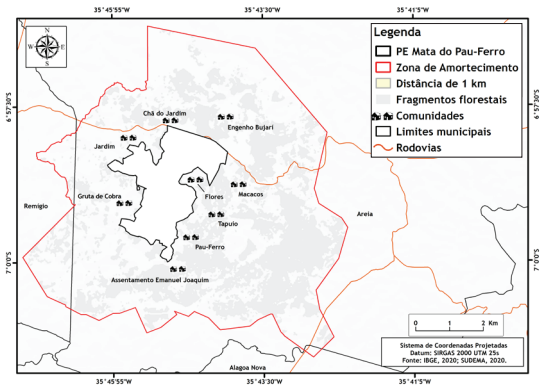 35°45'55"
35°43'30"
35°41'5"
N
W
E
S
Legenda
PE Mata do Pau-Ferro
Zona de Amortecimento
Distância de 1 km
Fragmentos florestais
Comunidades
Limites municipais
Rodovias
6°57'30"S
6°57'30"S
Chã do Jardim
Engenho Bujari
Jardim
Gruta de Cobra
Flores
Macacos
Remígio
Areia
Tapuio
Pau-Ferro
7°0'0"S
7°0'0"S
Assentamento Emanuel Joaquim
0 1 2 Km
Sistema de Coordenadas Projetadas
Datum: SIRGAS 2000 UTM 25s
Fonte: IBGE, 2020; SUDEMA, 2020.
Alagoa Nova
35°45'55"S
35°43'30"S
35°41'5"S